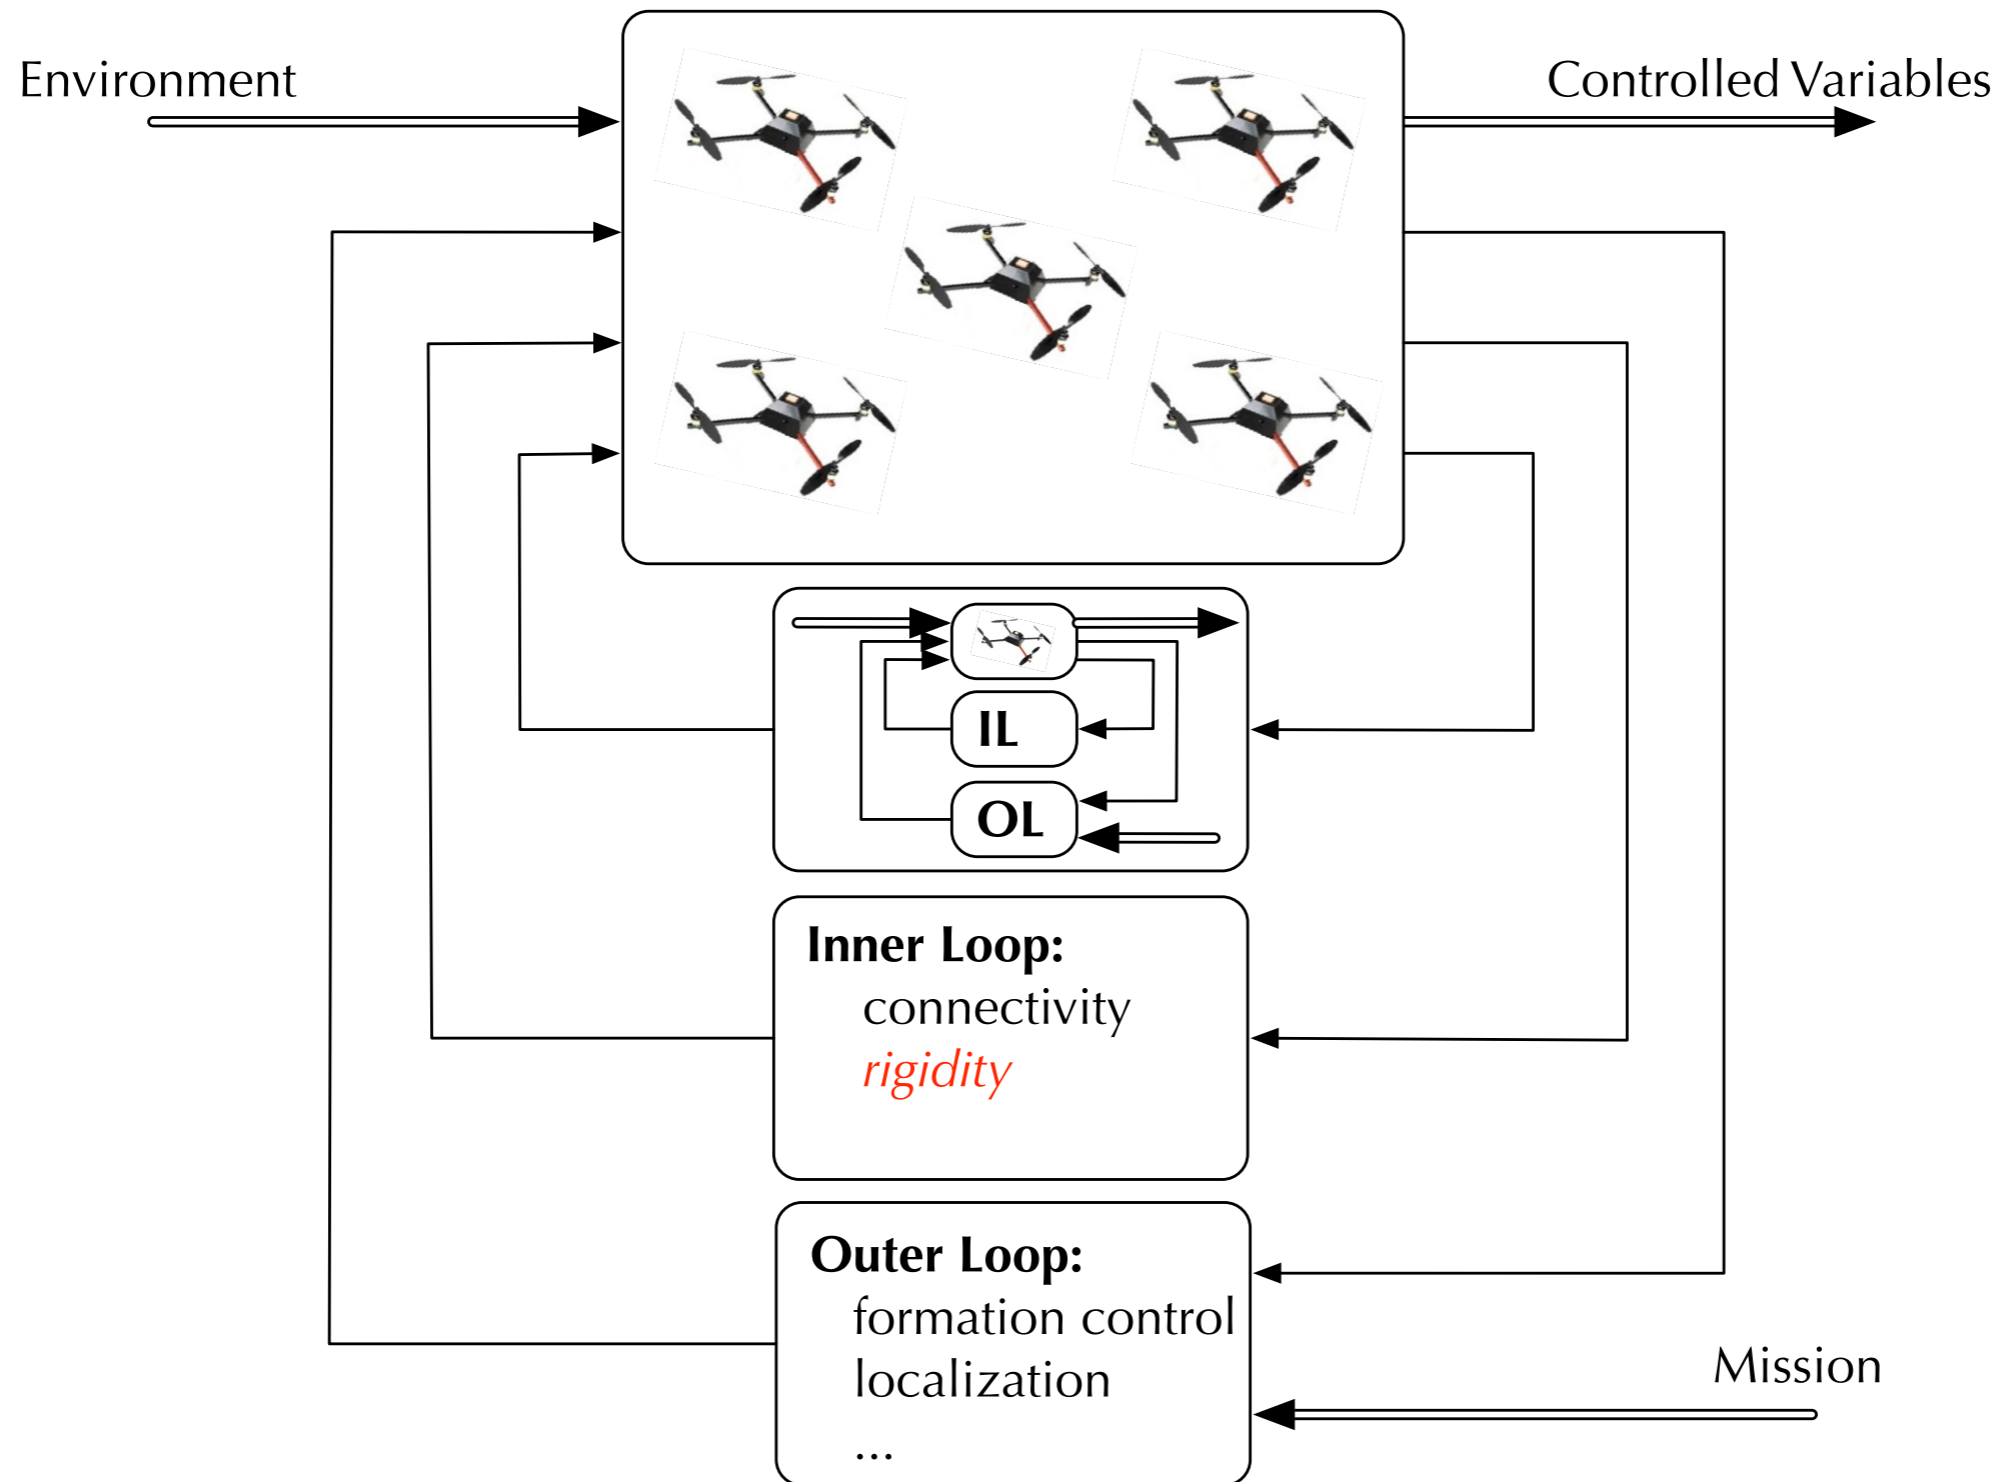 Environment
Controlled Variables
IL
OL
Inner Loop:
connectivity
rigidity
Outer Loop:
formation control
localization
...
Mission